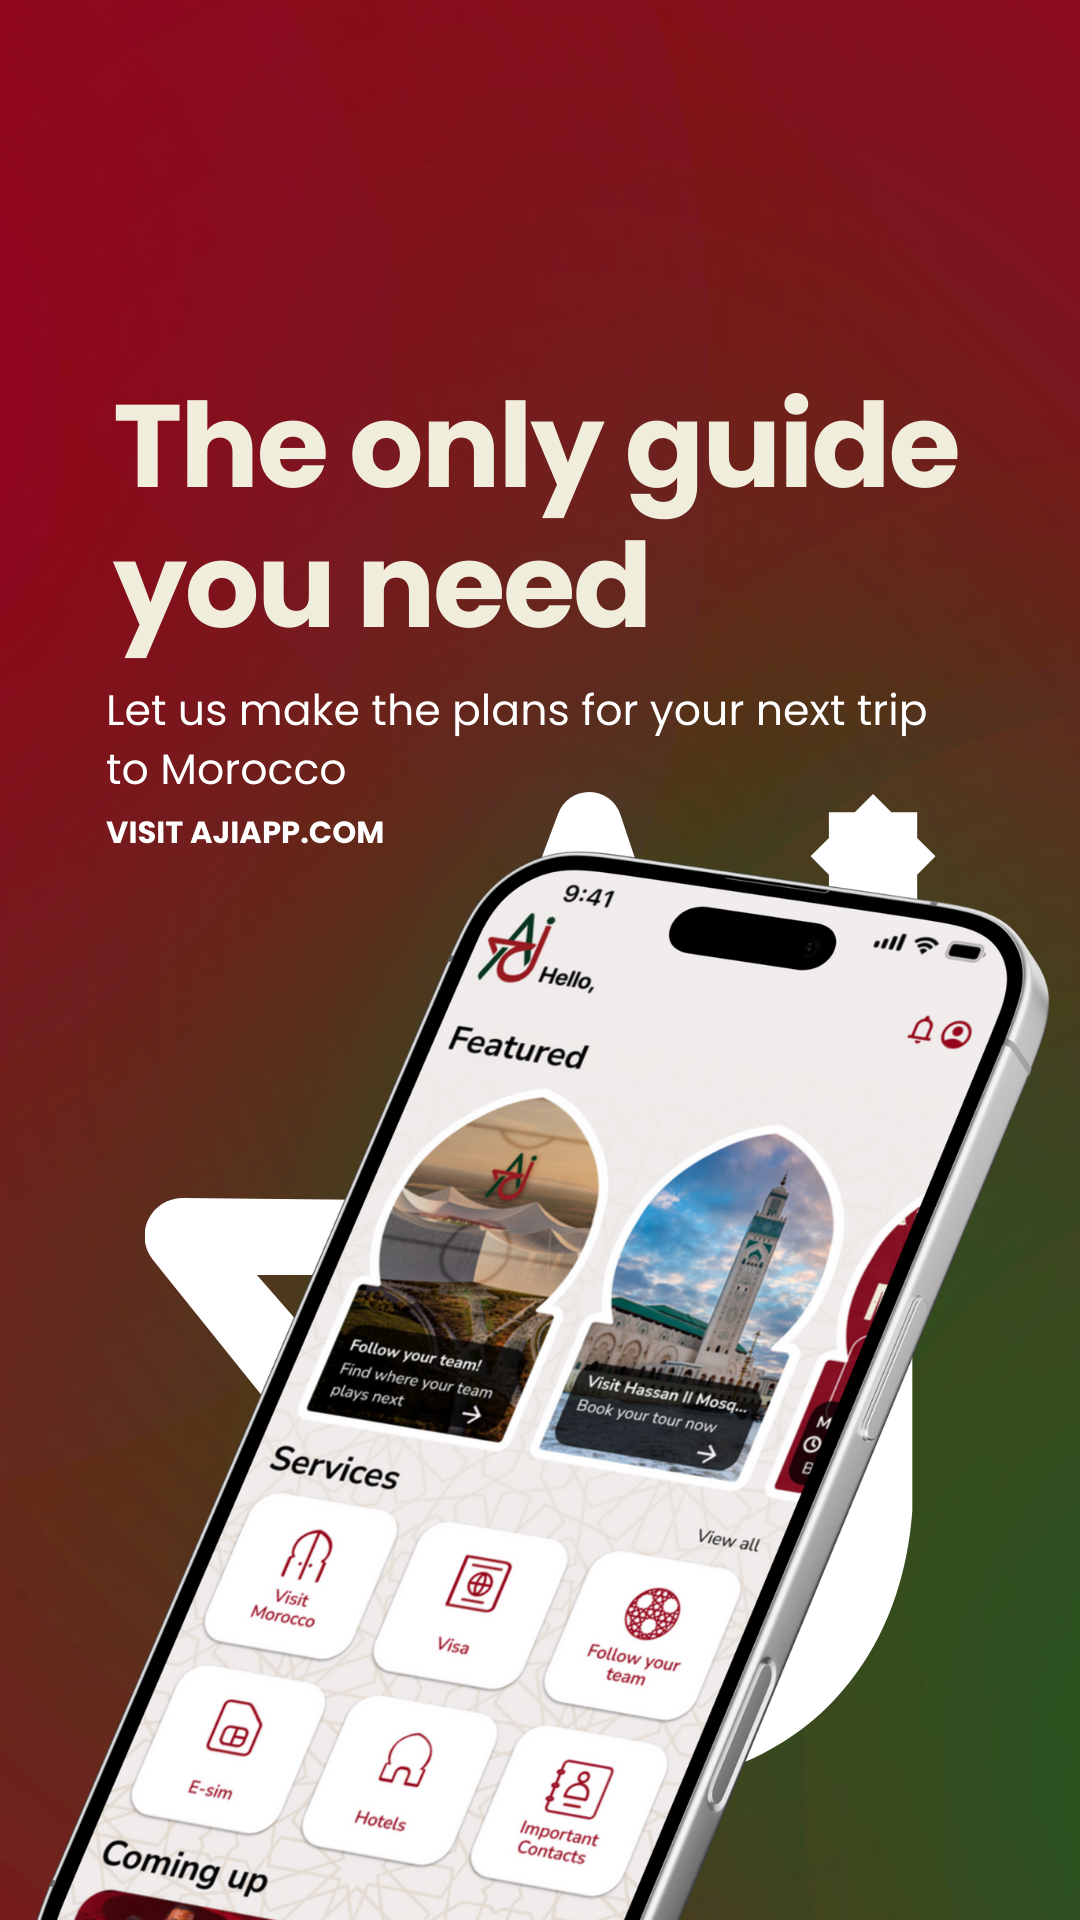 The only guide
you need
Let us make the plans for your next trip
to Morocco
VISIT AJIAPP.COM
9:41
Aji
Hello,
Featured
Aji
Follow your team!
Find where your team
plays next
Visit Hassan II Mosq...
Book your tour now
M
B
Services
View all
Visit
Morocco
Visa
Follow your
team
E-sim
Hotels
Important
Contacts
Coming up